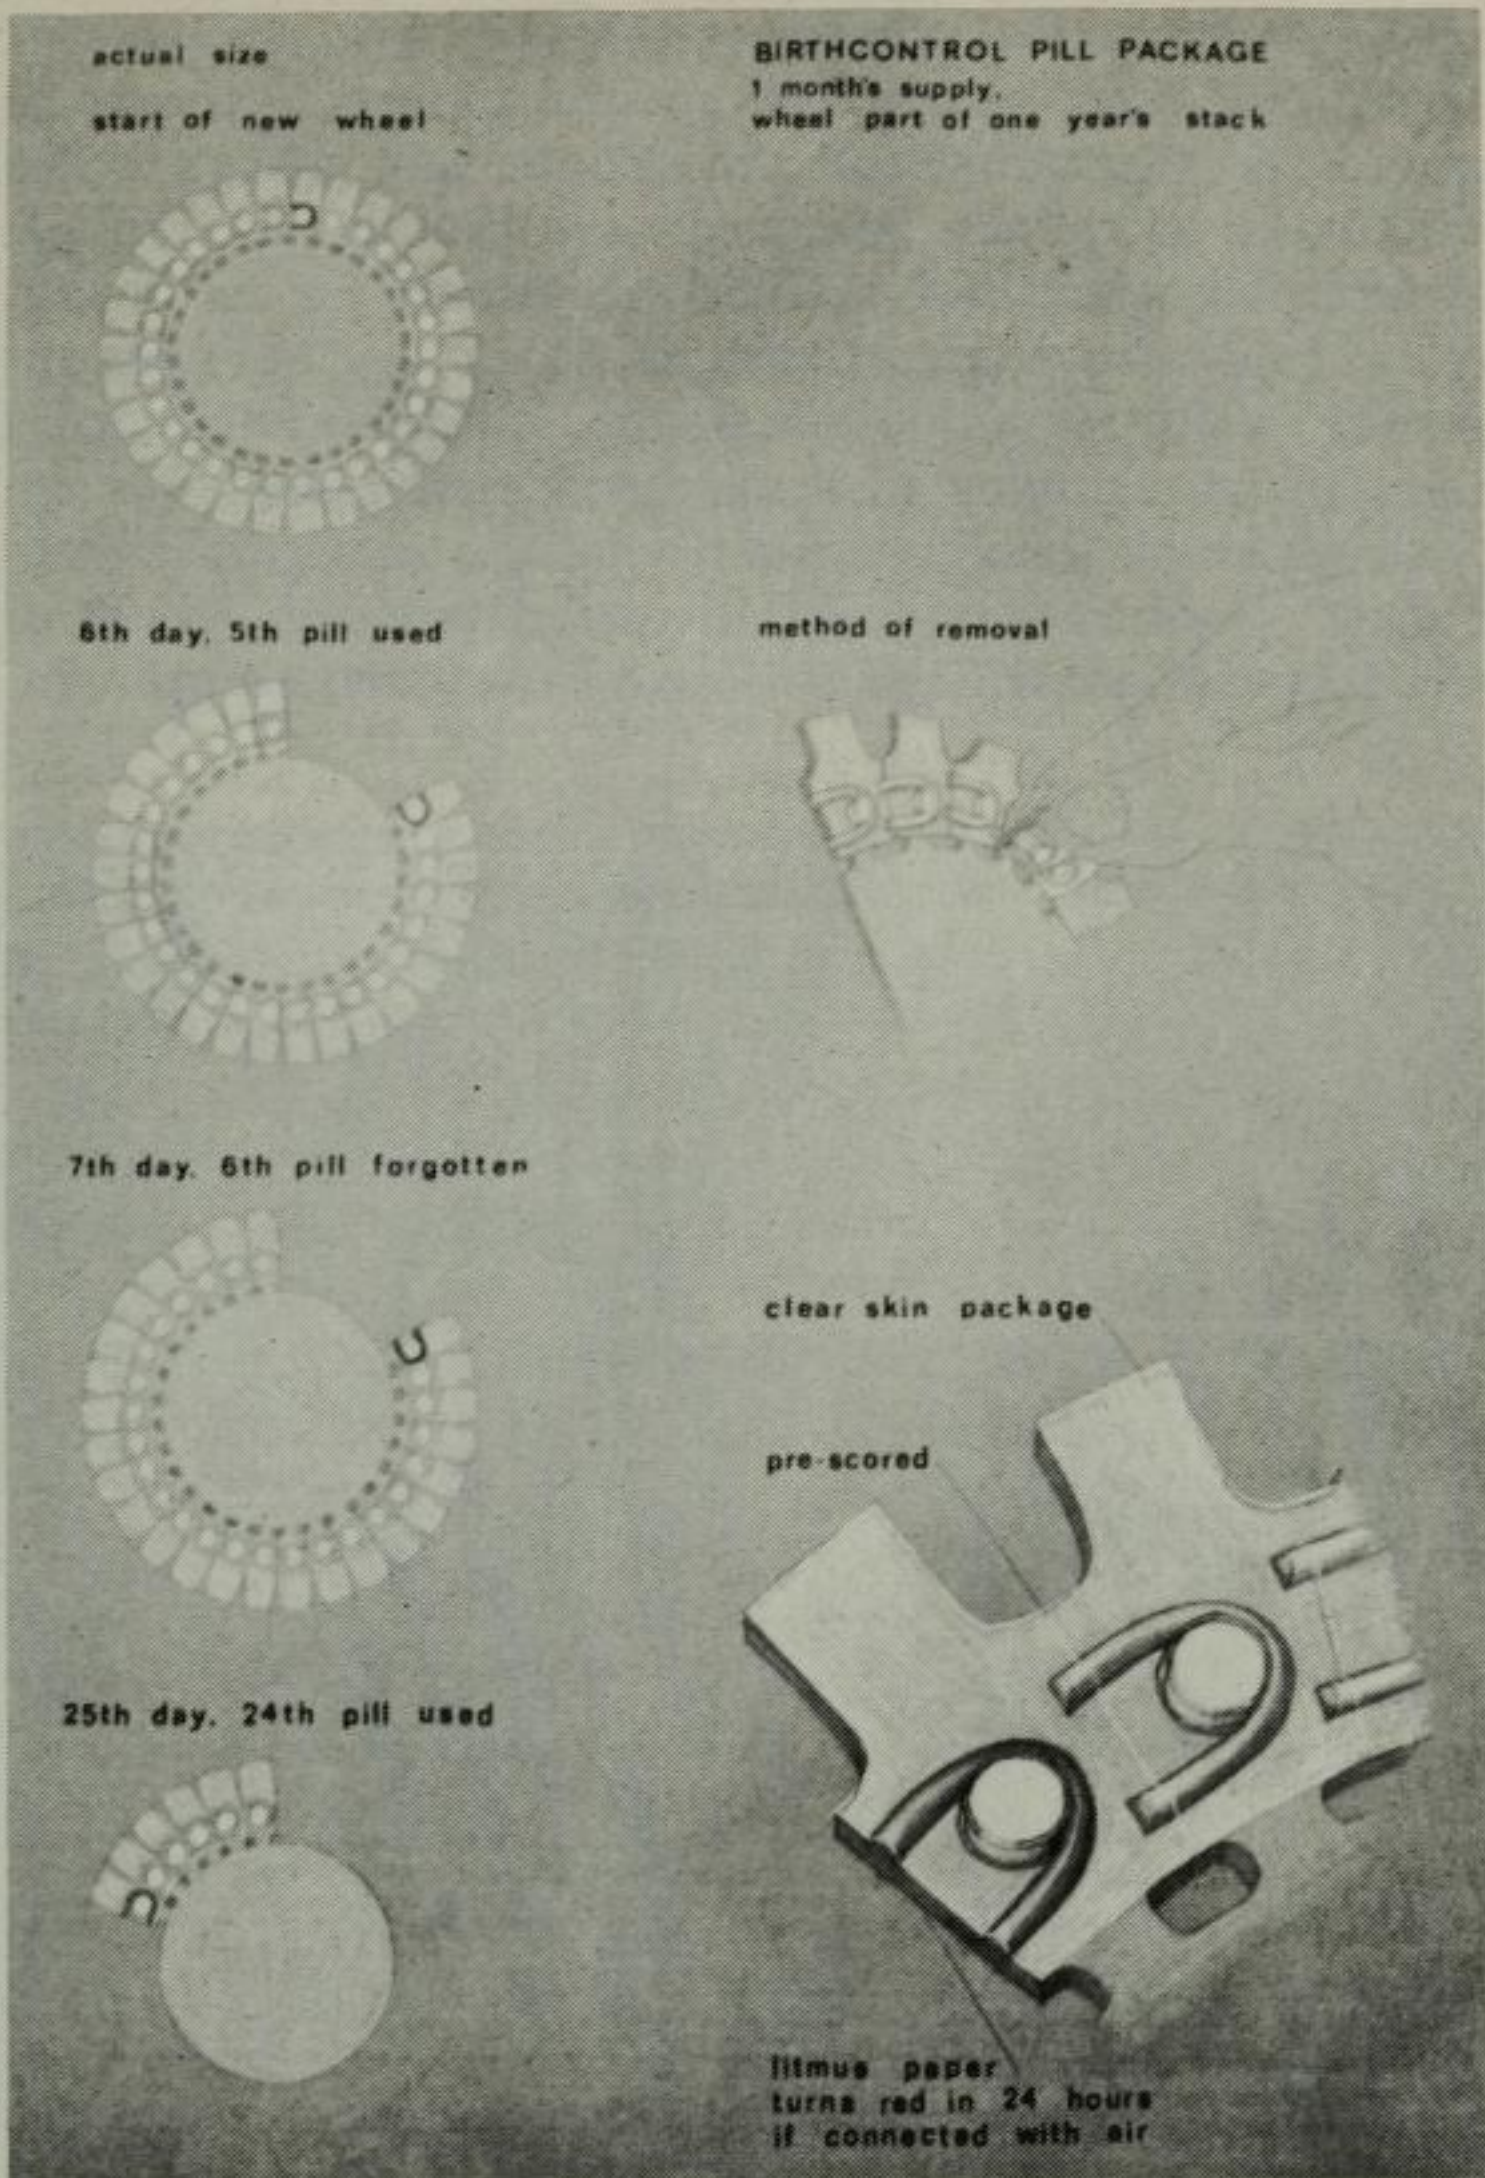 actual size
start of new wheel
BIRTHCONTROL PILL PACKAGE
1 month's supply.
wheel part of one year's stack
6th day. 5th pill used
method of removal
7th day. 6th pill forgotten
clear skin package
pre-scored
25th day. 24th pill used
litmus paper
turns red in 24 hours
if connected with air